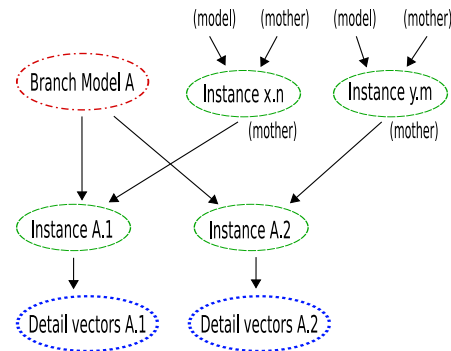 (model) (mother) (model) (mother)
Branch Model A
Instance x.n
Instance y.m
(mother)
(mother)
Instance A.1
Instance A.2
Detail vectors A.1
Detail vectors A.2